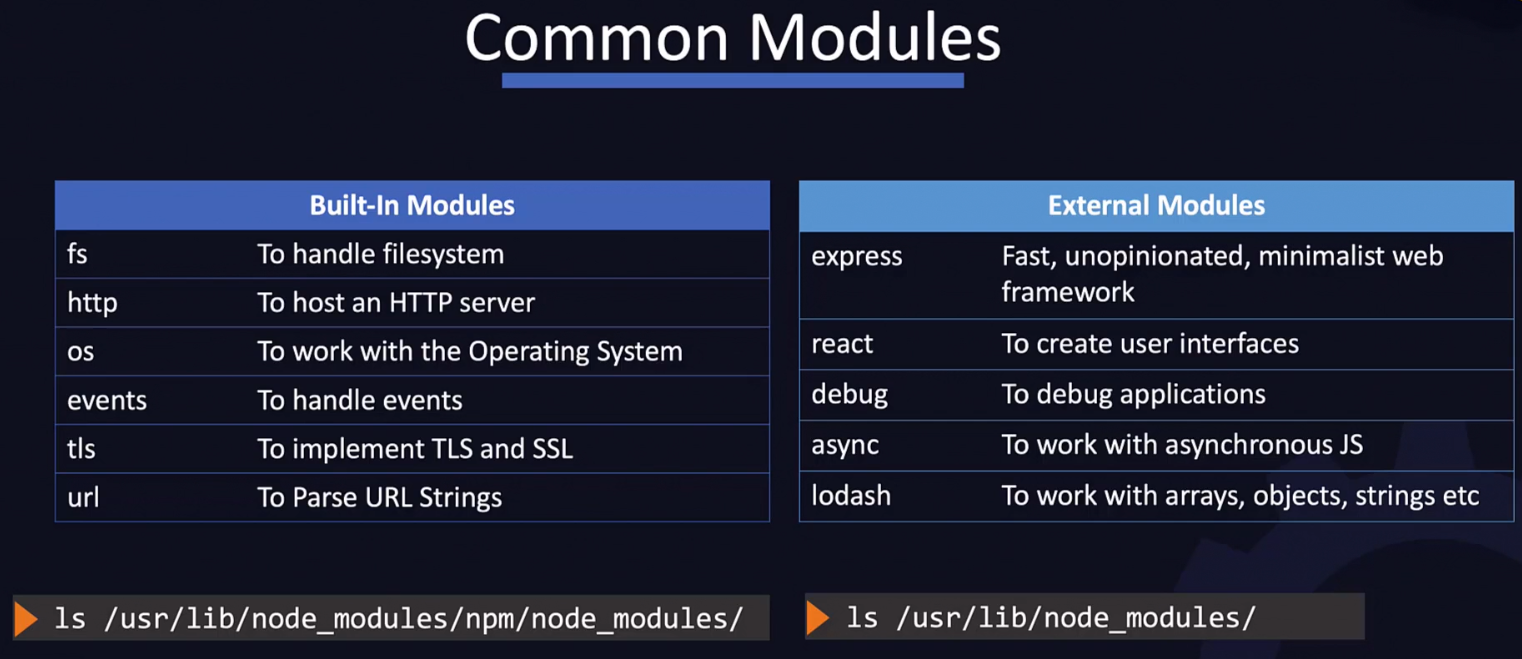 Common Modules
Built-In Modules
fs To handle filesystem
http To host an HTTP server
os To work with the Operating System
events To handle events
tls To implement TLS and SSL
url To Parse URL Strings
External Modules
express Fast, unopinionated, minimalist web
framework
react To create user interfaces
debug To debug applications
async To work with asynchronous JS
lodash To work with arrays, objects, strings etc
ls /usr/lib/node_modules/npm/node_modules/
ls /usr/lib/node_modules/